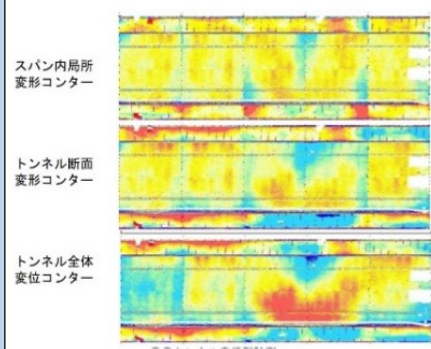 スパン内局所
変形コンター
トンネル断面
変形コンター
トンネル全体
変位コンター